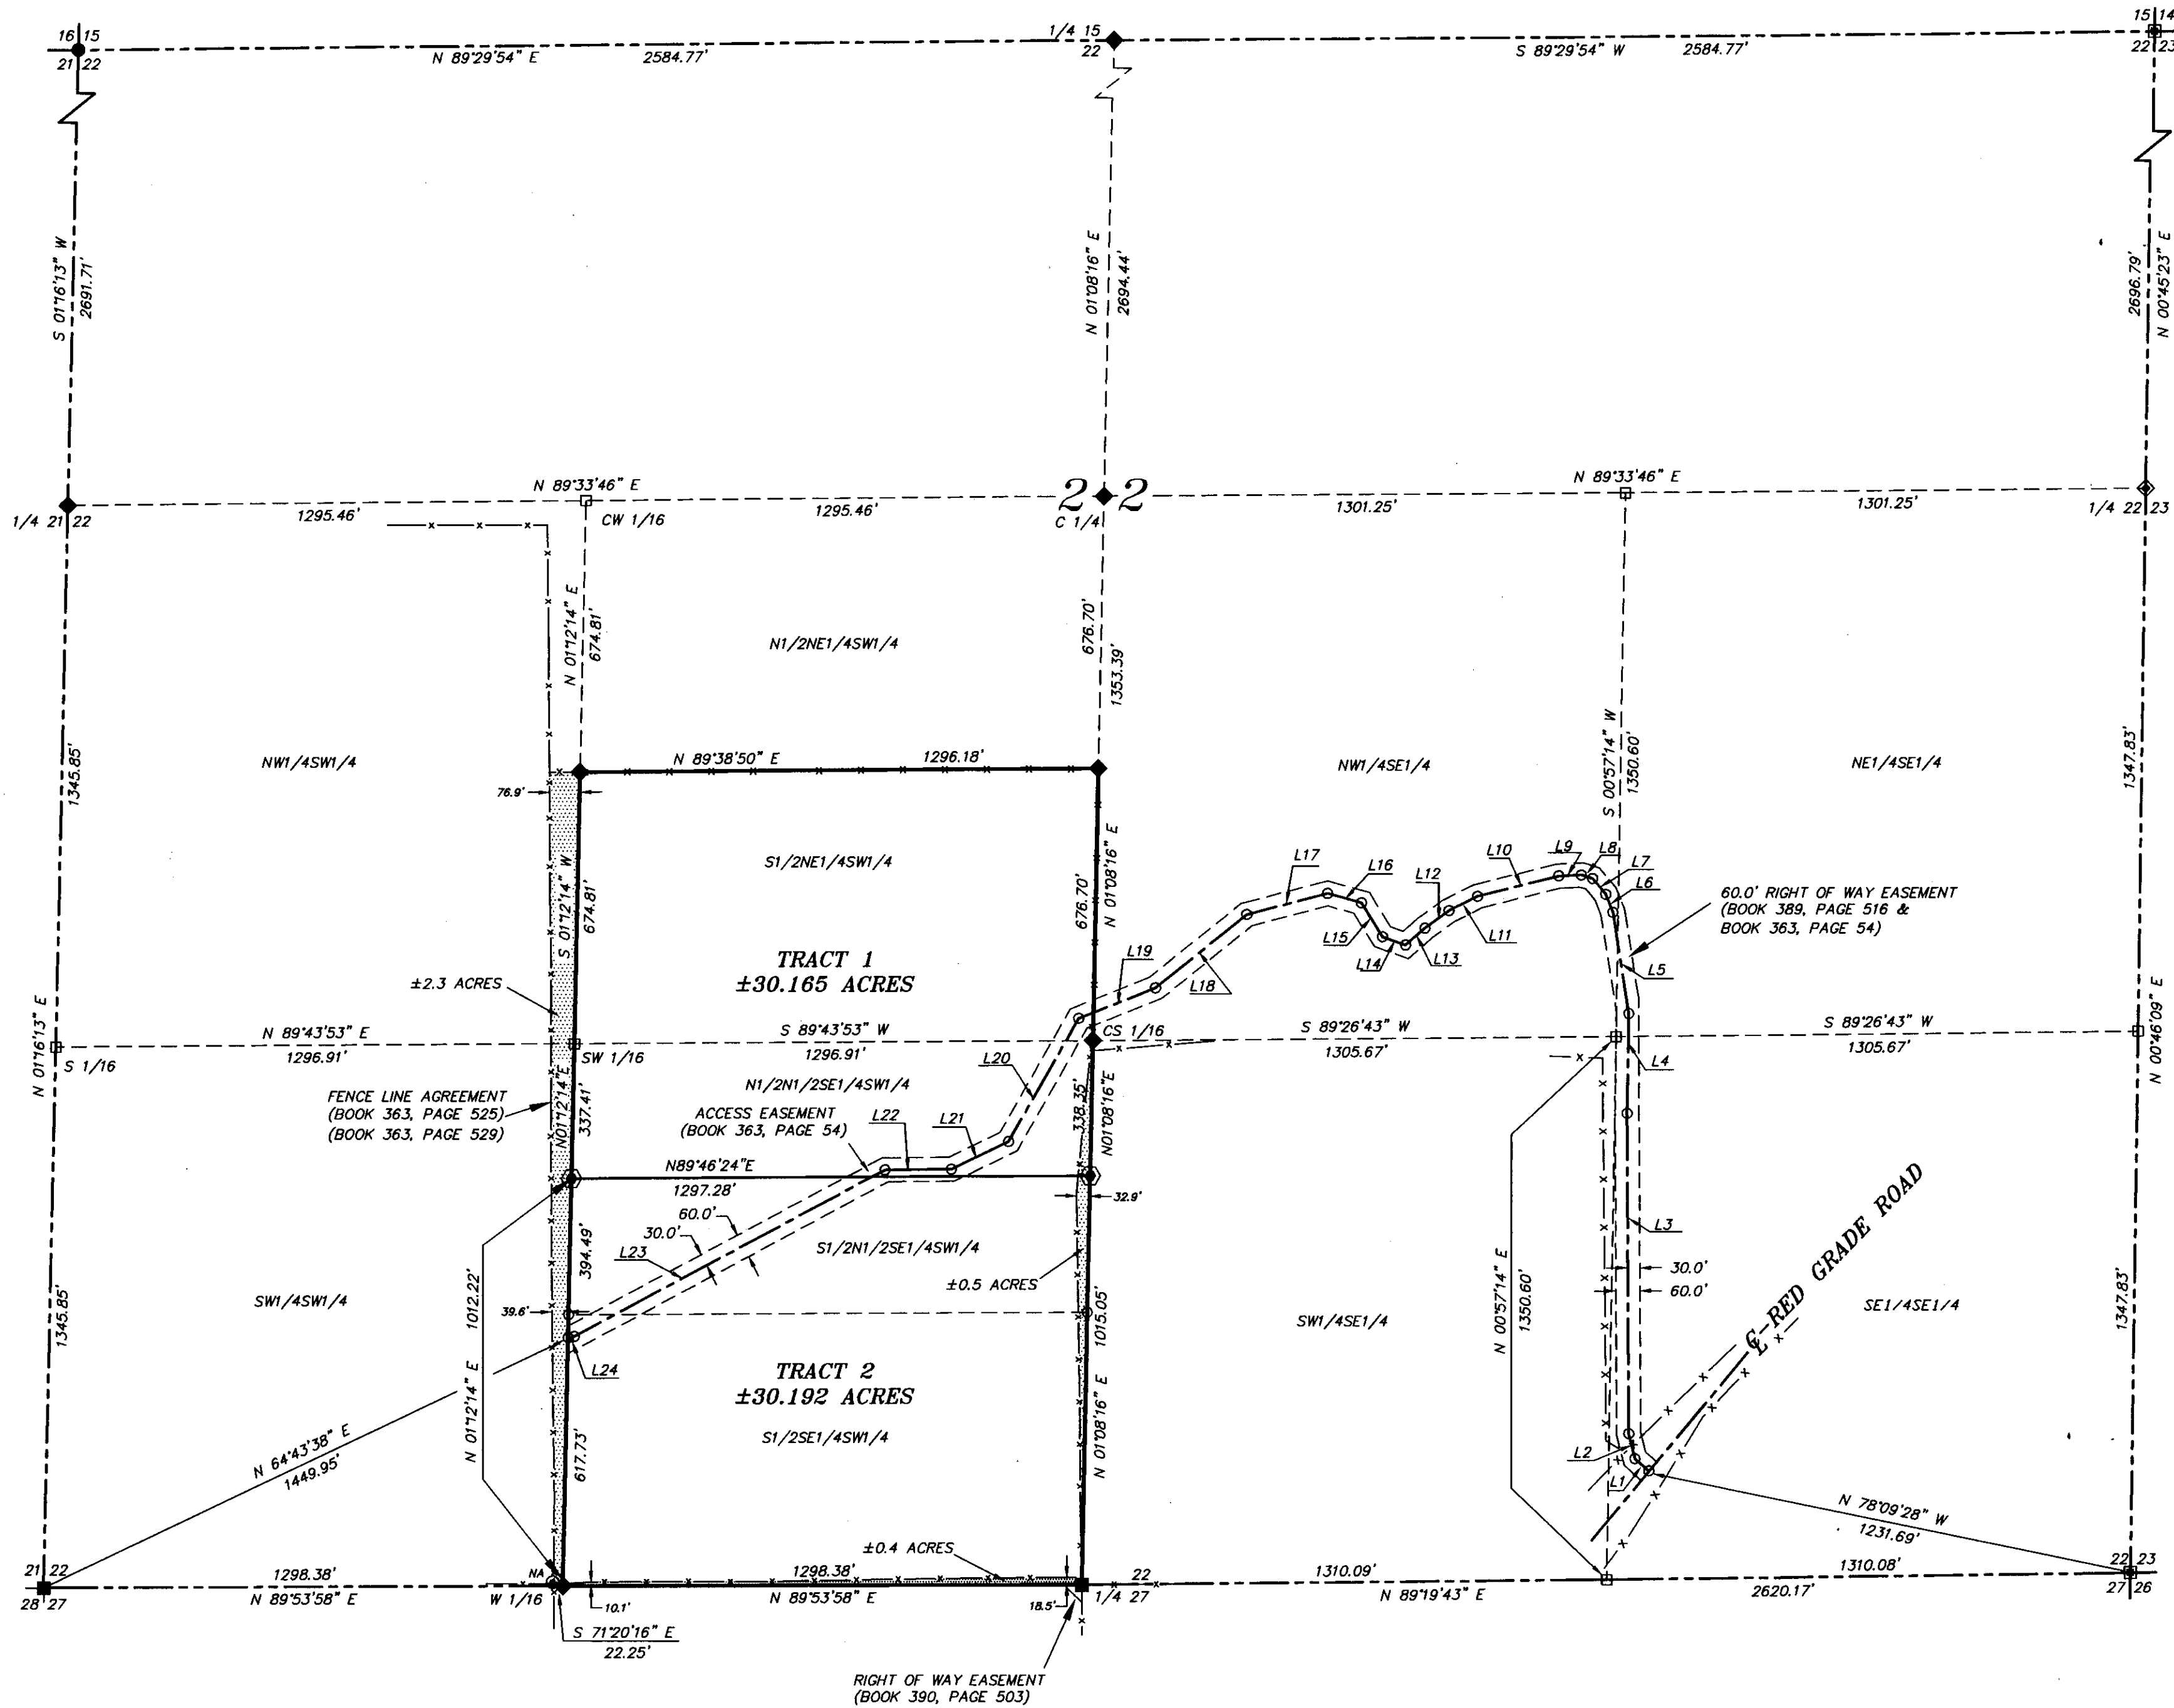 16 15
21 22
N 89°29'54" E 2584.77'
1/4 15
22
S 89°29'54" W 2584.77'
15 14
22 23
S 01°16'13" W
2691.71'
N 01°08'16" E
2694.44'
2696.79'
N 00°45'23" E
1/4 21 22
N 89°33'46" E
1295.46'
CW 1/16
1295.46'
22
C 1/4
1301.25'
N 89°33'46" E
1301.25'
1/4 22 23
N 01°12'14" E
674.81'
N1/2NE1/4SW1/4
676.70'
1353.39'
S 00°57'14" W
1350.60'
1345.85'
NW1/4SW1/4
N 89°38'50" E 1296.18'
NW1/4SE1/4
NE1/4SE1/4
1347.83'
76.9'
S 01°12'14" W
674.81'
S1/2NE1/4SW1/4
676.70'
N 01°08'16" E
L17
L16
L12
L10
L9
L8
L7
L6
L15
L14
L13
L11
60.0' RIGHT OF WAY EASEMENT
(BOOK 389, PAGE 516 &
BOOK 363, PAGE 54)
TRACT 1
±30.165 ACRES
±2.3 ACRES
L19
L18
L5
N 01°16'13" E
S 1/16
N 89°43'53" E
1296.91'
SW 1/16
S 89°43'53" W
1296.91'
CS 1/16
S 89°26'43" W
1305.67'
S 89°26'43" W
1305.67'
L4
N 00°46'09" E
L20
N1/2N1/2SE1/4SW1/4
FENCE LINE AGREEMENT
(BOOK 363, PAGE 525)
(BOOK 363, PAGE 529)
N01°12'14"E
337.41'
ACCESS EASEMENT
(BOOK 363, PAGE 54)
L22
L21
338.35'
N01°08'16"E
N89°46'24"E
1297.28'
32.9'
60.0'
30.0'
L23
394.49'
S1/2N1/2SE1/4SW1/4
±0.5 ACRES
L3
30.0'
60.0'
℄-RED GRADE ROAD
1345.85'
SW1/4SW1/4
N 01°12'14" E 1012.22'
39.6'
L24
1015.05'
N 01°08'16" E
SW1/4SE1/4
N 00°57'14" E
1350.60'
SE1/4SE1/4
1347.83'
TRACT 2
±30.192 ACRES
S1/2SE1/4SW1/4
617.73'
N 64°43'38" E
1449.95'
L2
L1
N 78°09'28" W
1231.69'
±0.4 ACRES
21 22
28 27
1298.38'
N 89°53'58" E
NA
W 1/16
10.1'
1298.38'
N 89°53'58" E
18.5'
22
1/4 27
1310.09'
N 89°19'43" E
1310.08'
2620.17'
22 23
27 26
S 71°20'16" E
22.25'
RIGHT OF WAY EASEMENT
(BOOK 390, PAGE 503)